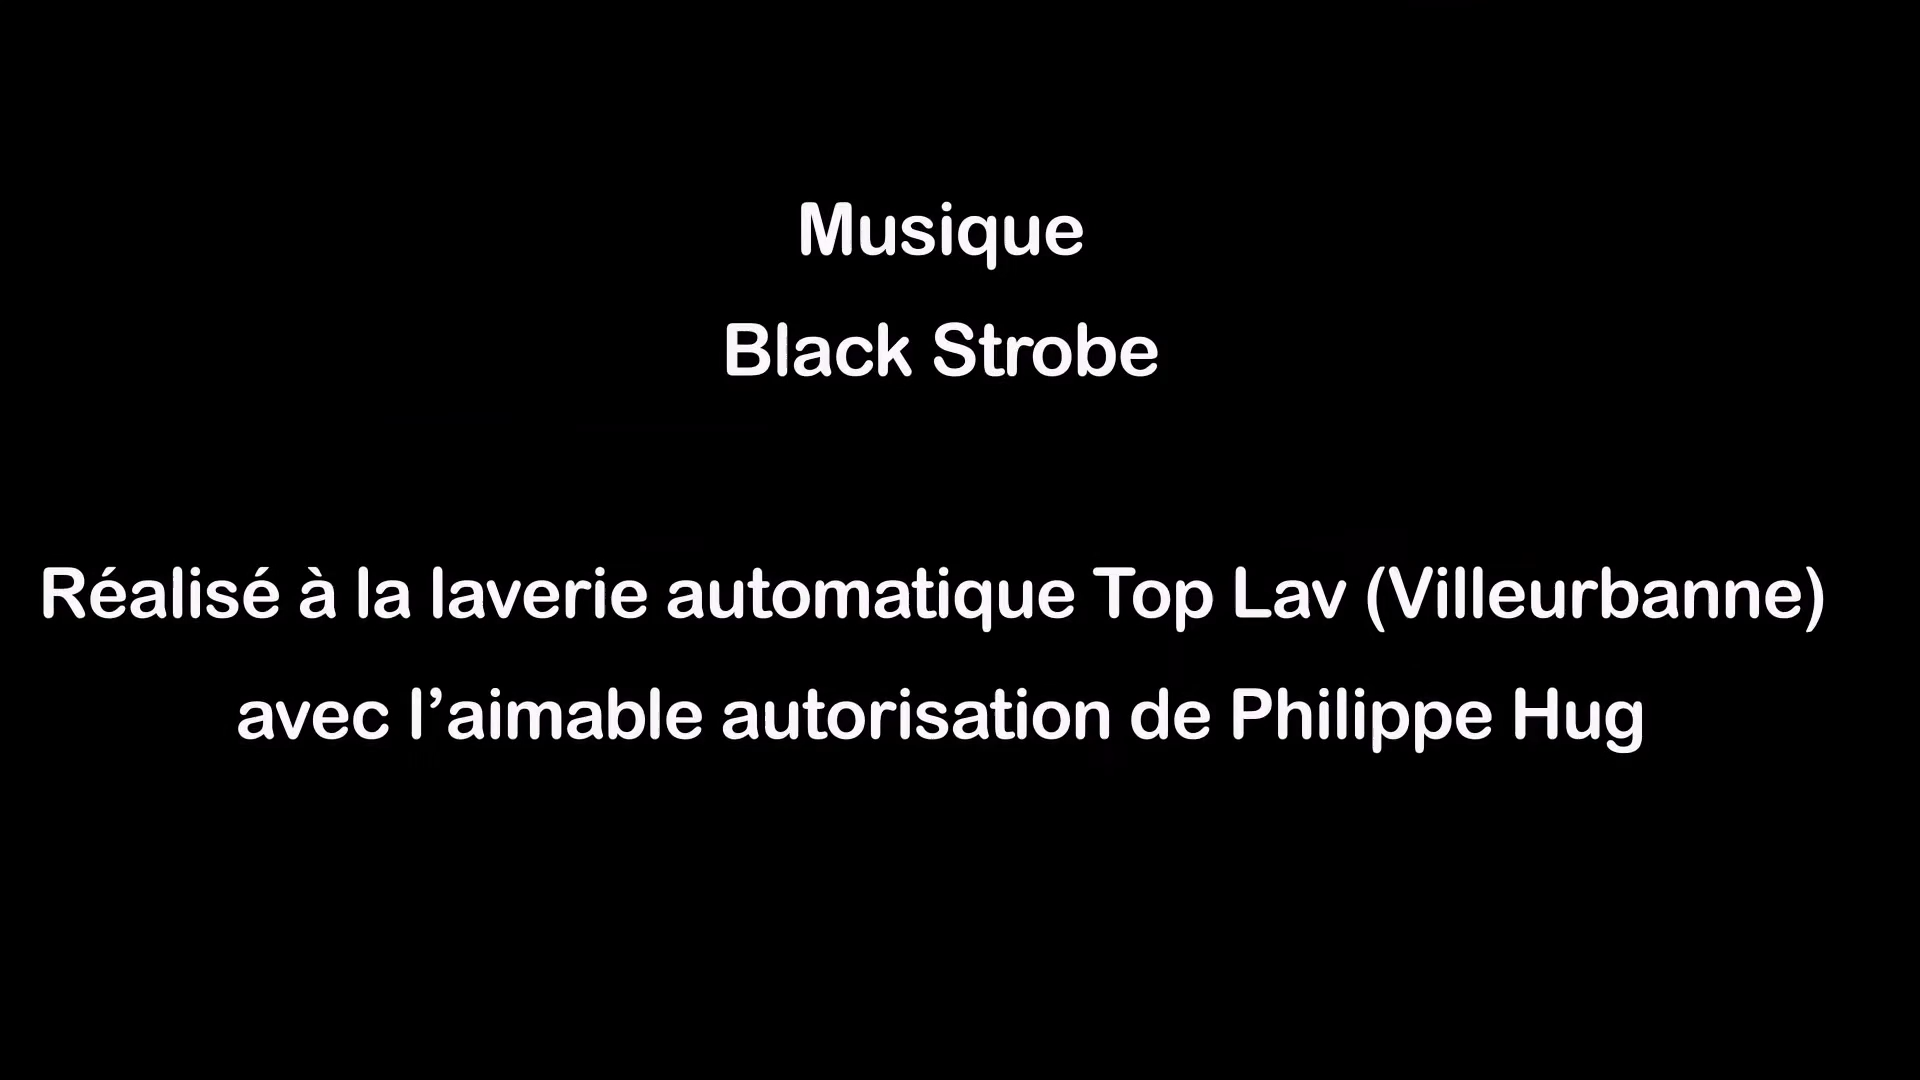 Musique
Black Strobe
Réalisé à la laverie automatique Top Lav (Villeurbanne)
avec l’aimable autorisation de Philippe Hug